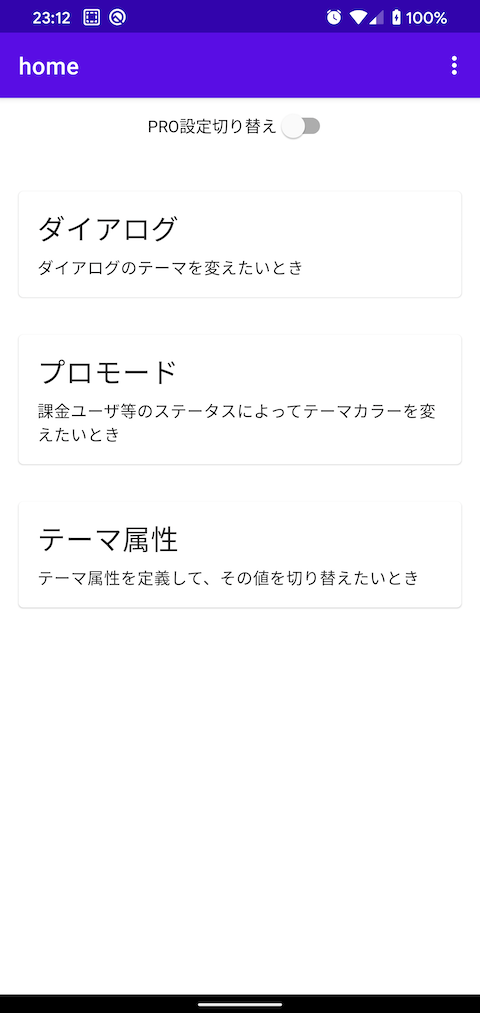 23:12
100%
home
PRO設定切り替え
ダイアログ
ダイアログのテーマを変えたいとき
プロモード
課金ユーザ等のステータスによってテーマカラーを変
えたいとき
テーマ属性
テーマ属性を定義して、その値を切り替えたいとき